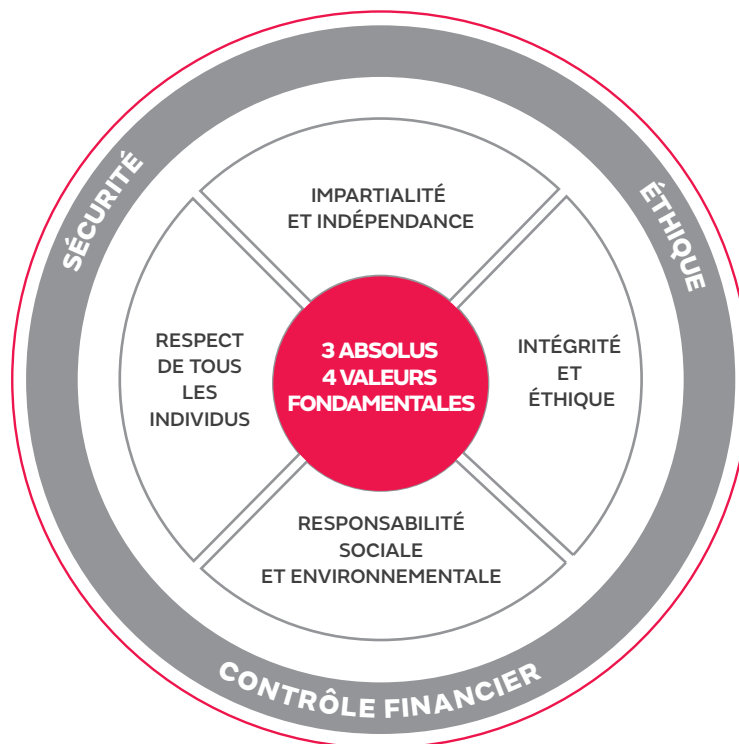 SÉCURITÉ
ÉTHIQUE
IMPARTIALITÉ
ET INDÉPENDANCE
RESPECT
DE TOUS
LES
INDIVIDUS
3 ABSOLUS
4 VALEURS
FONDAMENTALES
INTÉGRITÉ
ET
ÉTHIQUE
RESPONSABILITÉ
SOCIALE
ET ENVIRONNEMENTALE
CONTRÔLE FINANCIER